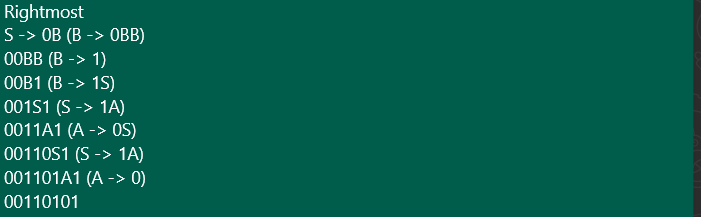 Rightmost
S -> 0B (B -> 0BB)
00BB (B -> 1)
00B1 (B -> 1S)
001S1 (S -> 1A)
0011A1 (A -> 0S)
00110S1 (S -> 1A)
001101A1 (A -> 0)
00110101